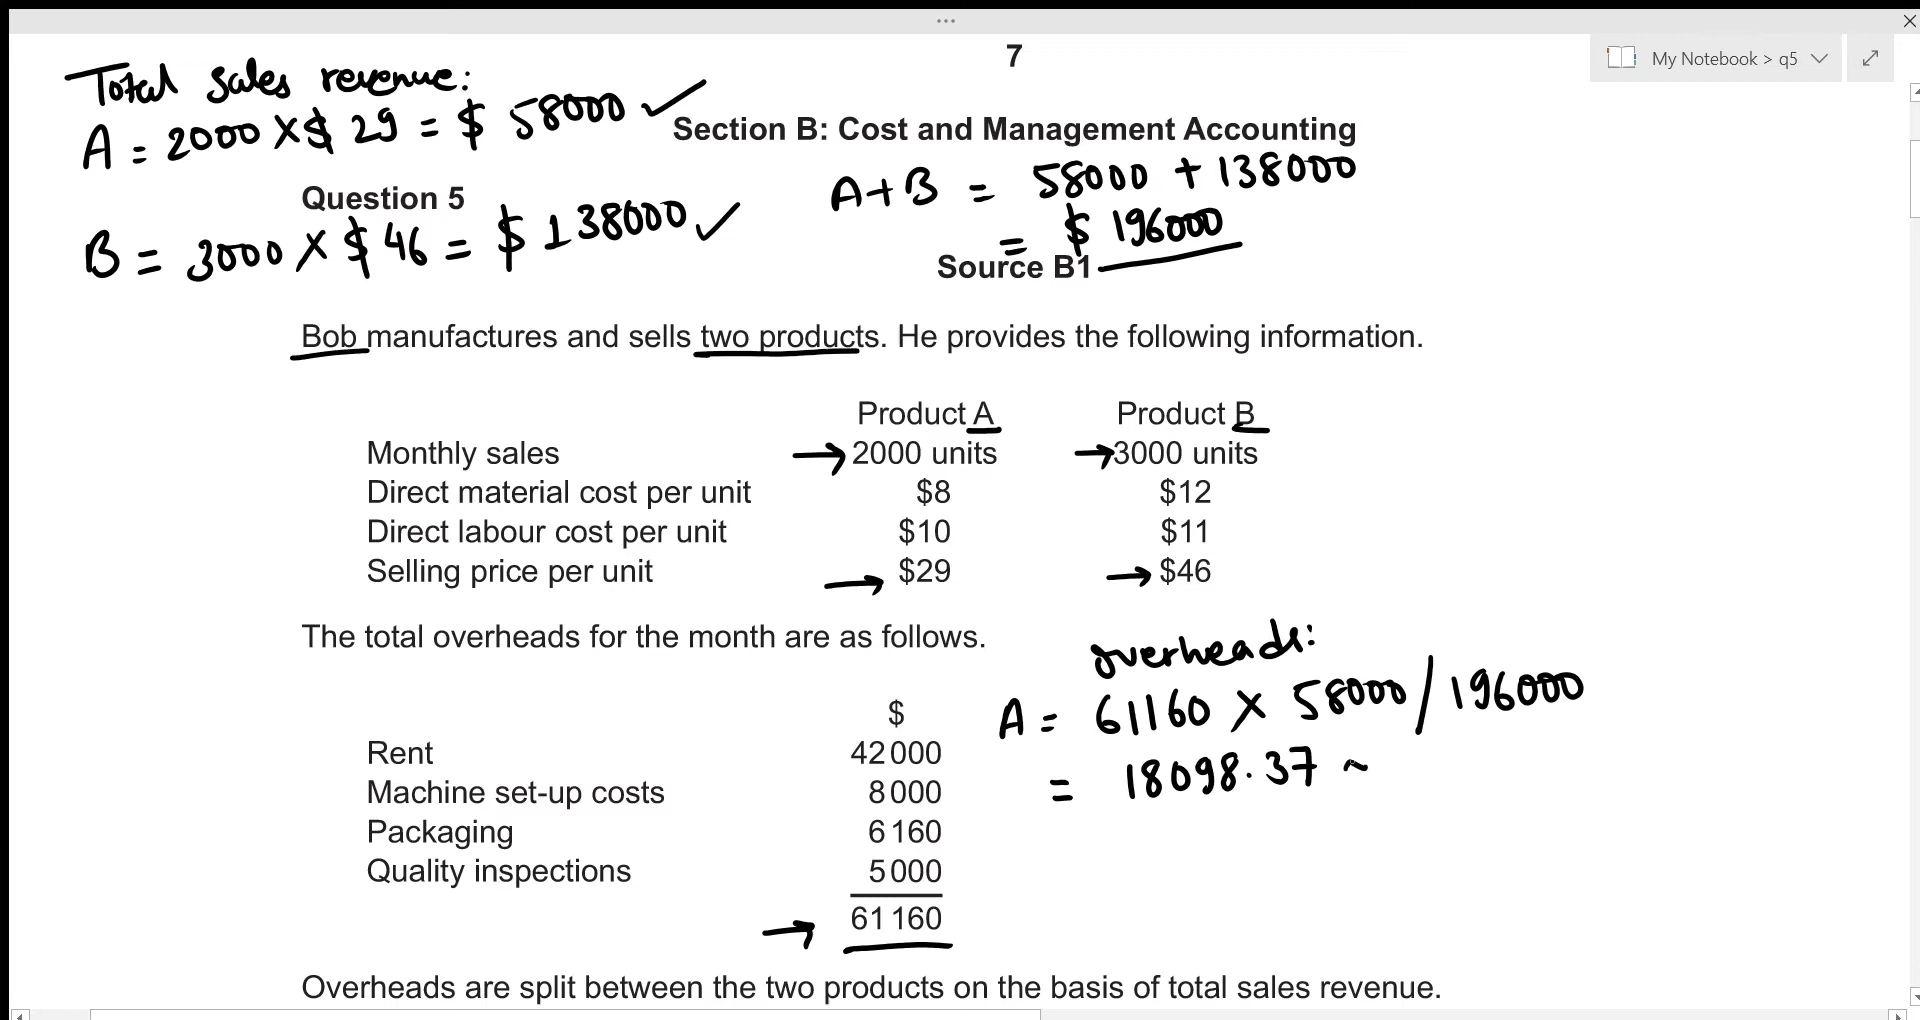 7
My Notebook > q5
Total sales revenue:
A = 2000 X $ 29 = $ 58000 ✓
Section B: Cost and Management Accounting
A+B = 58000 + 138000
Question 5
= $ 196000
B = 3000 X $ 46 = $ 138000 ✓
Source B1
Bob manufactures and sells two products. He provides the following information.
Product A Product B
Monthly sales → 2000 units → 3000 units
Direct material cost per unit $8 $12
Direct labour cost per unit $10 $11
Selling price per unit → $29 → $46
The total overheads for the month are as follows.
overheads:
$
A = 61160 X 58000/196000
Rent 42 000
= 18098.37 ~
Machine set-up costs 8 000
Packaging 6 160
Quality inspections 5 000
→ 61 160
Overheads are split between the two products on the basis of total sales revenue.